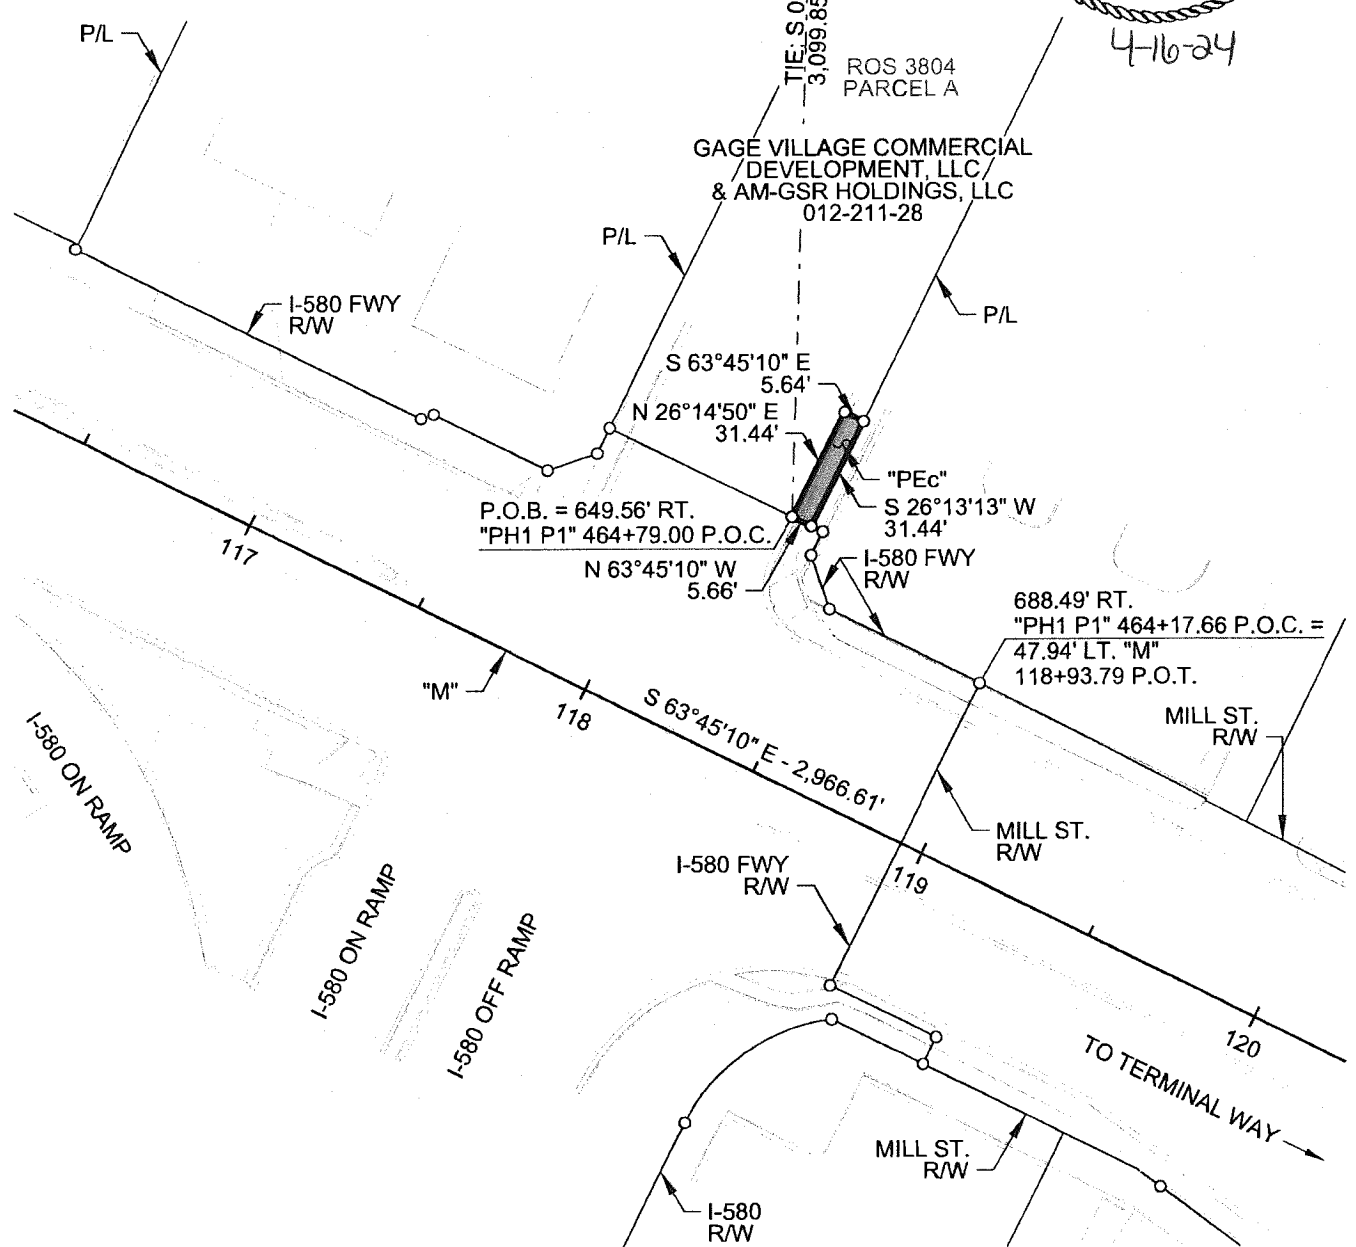 P/L
TIE: S 0
3,099.85
4-16-24
ROS 3804
PARCEL A
GAGE VILLAGE COMMERCIAL
DEVELOPMENT, LLC
& AM-GSR HOLDINGS, LLC
012-211-28
P/L
P/L
I-580 FWY
R/W
S 63°45'10" E
5.64'
N 26°14'50" E
31.44'
"PEc"
S 26°13'13" W
31.44'
P.O.B. = 649.56' RT.
"PH1 P1" 464+79.00 P.O.C.
117
N 63°45'10" W
5.66'
I-580 FWY
R/W
688.49' RT.
"PH1 P1" 464+17.66 P.O.C. =
47.94' LT. "M"
118+93.79 P.O.T.
"M"
118
S 63°45'10" E - 2,966.61'
MILL ST.
R/W
I-580 ON RAMP
MILL ST.
R/W
I-580 FWY
R/W
119
I-580 ON RAMP
I-580 OFF RAMP
120
TO TERMINAL WAY
MILL ST.
R/W
I-580
R/W